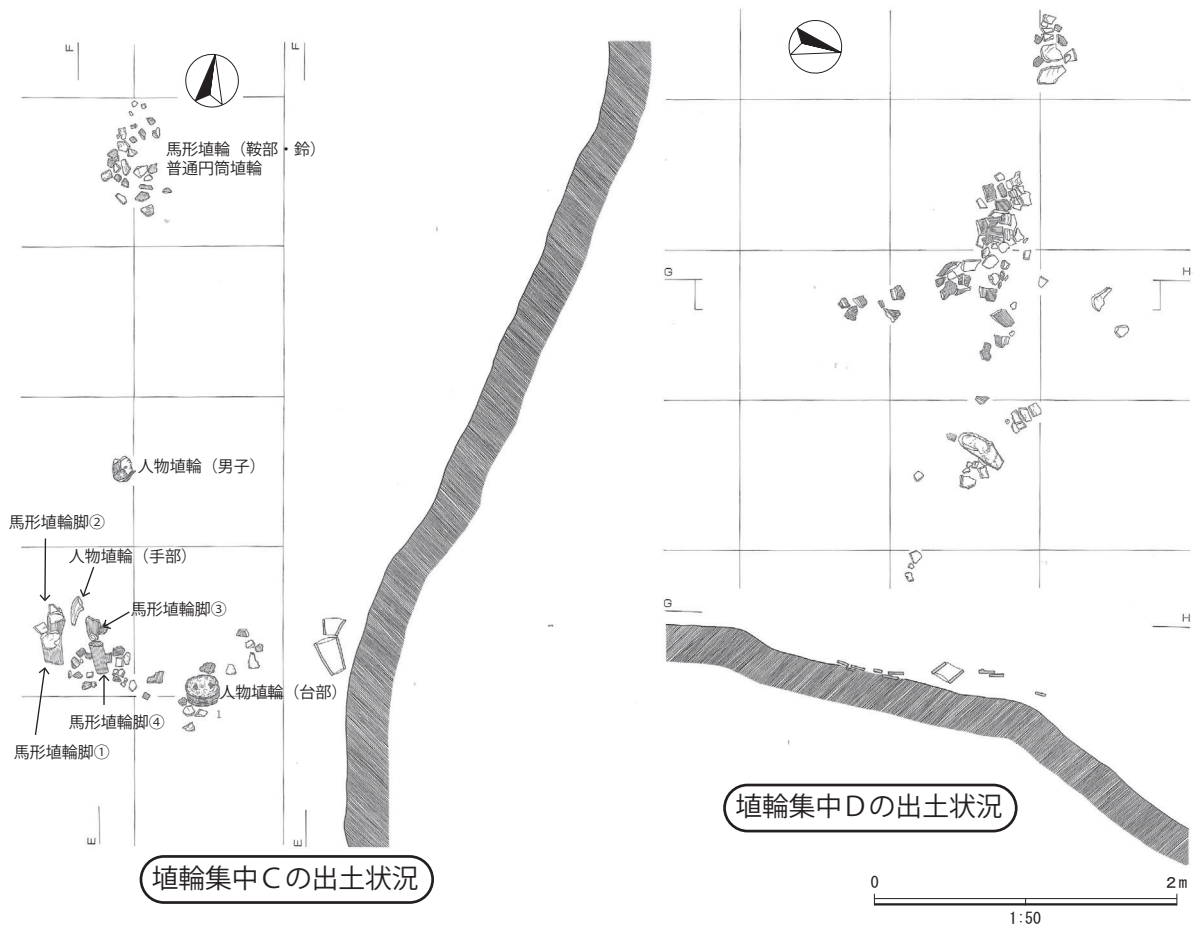 F
F
馬形埴輪（鞍部・鈴）
普通円筒埴輪
人物埴輪（男子）
馬形埴輪脚②
人物埴輪（手部）
馬形埴輪脚③
人物埴輪（台部）
1
馬形埴輪脚④
馬形埴輪脚①
E
E
埴輪集中Ｃの出土状況
G
H
G
H
埴輪集中Ｄの出土状況
0
2m
1:50